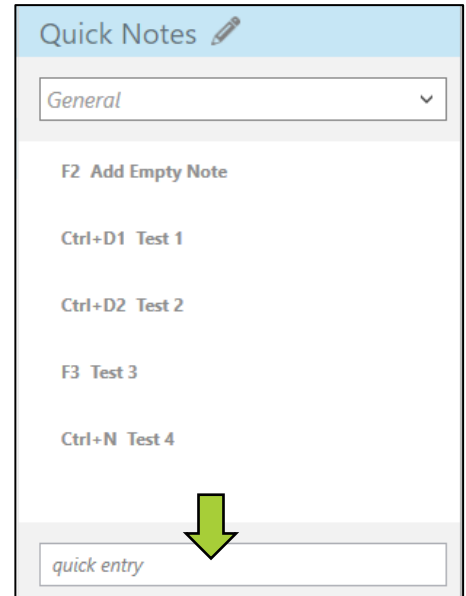 Quick Notes
General
F2 Add Empty Note
Ctrl+D1 Test 1
Ctrl+D2 Test 2
F3 Test 3
Ctrl+N Test 4
quick entry